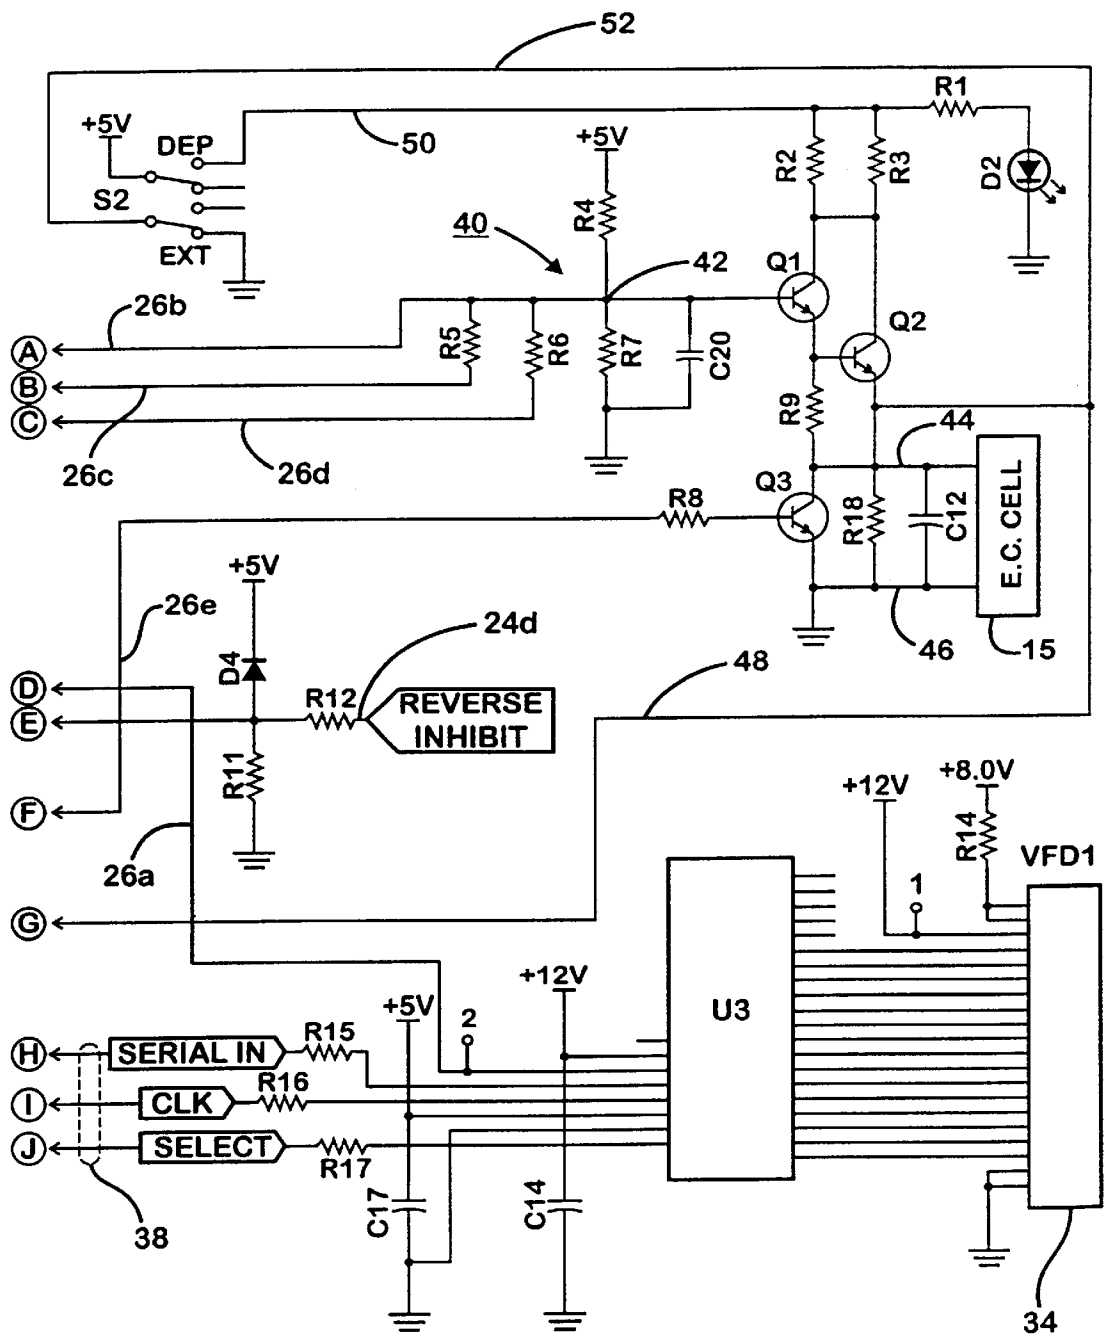 52
R1
+5V
DEP
50
+5V
R2
R3
D2
S2
EXT
R4
40
42
Q1
26b
A
R5
R6
R7
C20
Q2
B
C
R9
26c
26d
44
Q3
R8
R18
C12
E.C. CELL
+5V
26e
24d
46
15
D
D4
R12
REVERSE
INHIBIT
48
E
R11
F
+12V
+8.0V
R14
VFD1
26a
1
G
U3
+12V
+5V
2
H
SERIAL IN
R15
I
CLK
R16
J
SELECT
R17
38
C17
C14
34